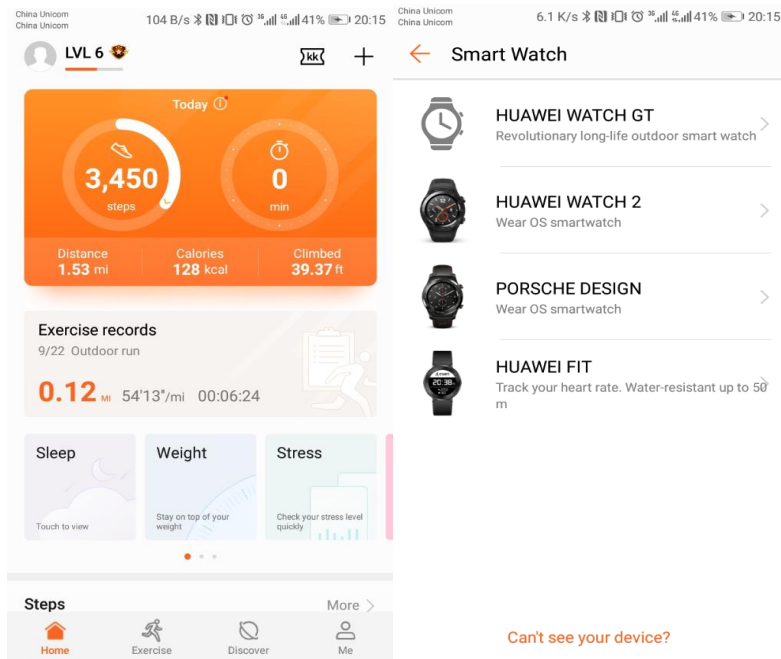 China Unicom
China Unicom
104 B/s 41% 20:15
LVL 6
Today
3,450
steps
0
min
Distance
1.53 mi
Calories
128 kcal
Climbed
39.37 ft
Exercise records
9/22 Outdoor run
0.12 MI 54'13"/mi 00:06:24
Sleep
Touch to view
Weight
Stay on top of your
weight
Stress
Check your stress level
quickly
Steps
More
Home
Exercise
Discover
Me
China Unicom
China Unicom
6.1 K/s 41% 20:15
Smart Watch
HUAWEI WATCH GT
Revolutionary long-life outdoor smart watch
HUAWEI WATCH 2
Wear OS smartwatch
PORSCHE DESIGN
Wear OS smartwatch
HUAWEI FIT
Track your heart rate. Water-resistant up to 50
m
Can't see your device?